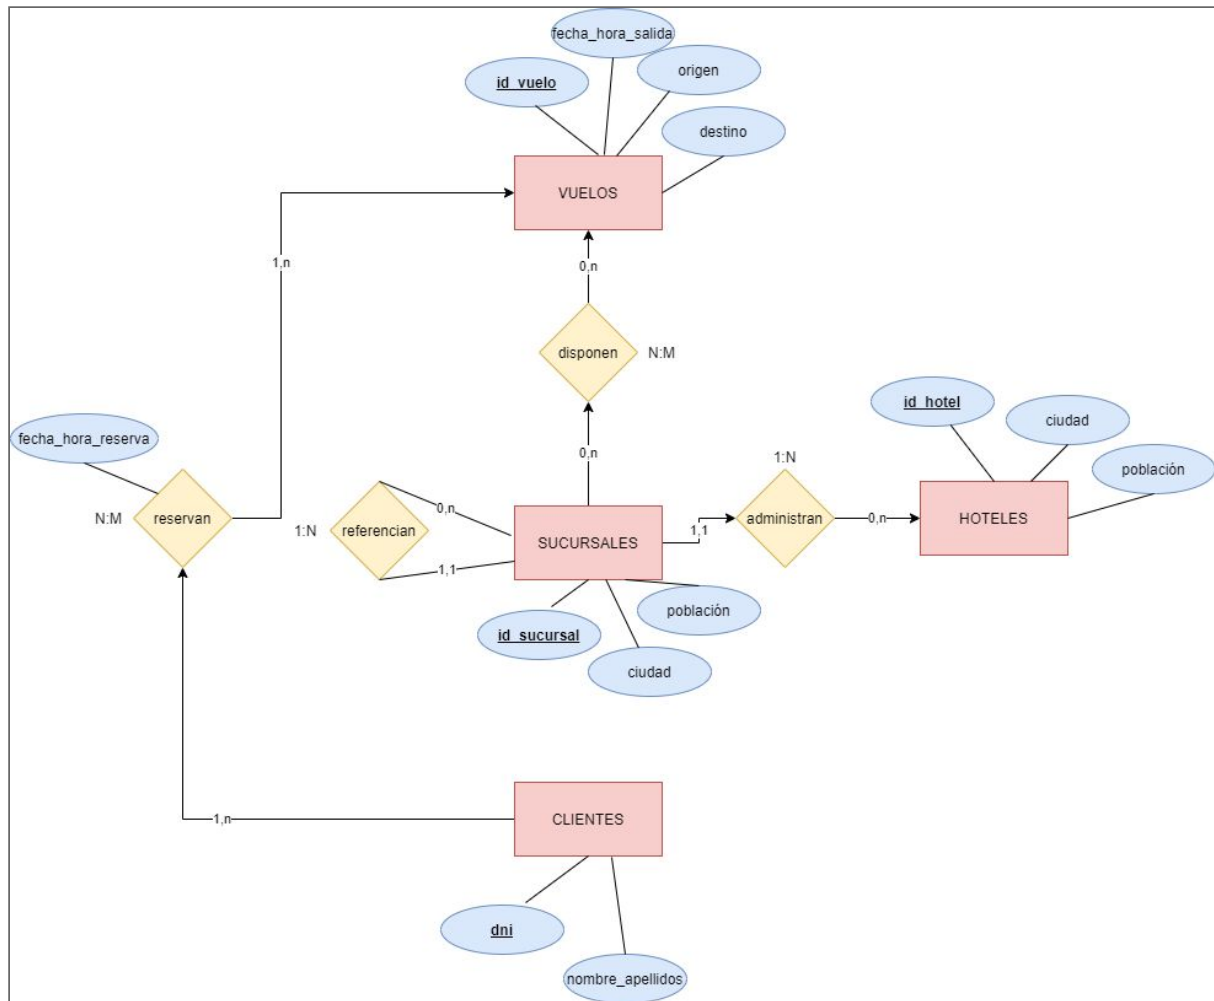 fecha_hora_salida
id_vuelo
origen
destino
VUELOS
1,n
0,n
disponen
N:M
id_hotel
ciudad
población
fecha_hora_reserva
0,n
1:N
HOTELES
N:M
reservan
1:N
referencian
0,n
SUCURSALES
1,1
administran
0,n
1,1
población
id_sucursal
ciudad
1,n
CLIENTES
dni
nombre_apellidos